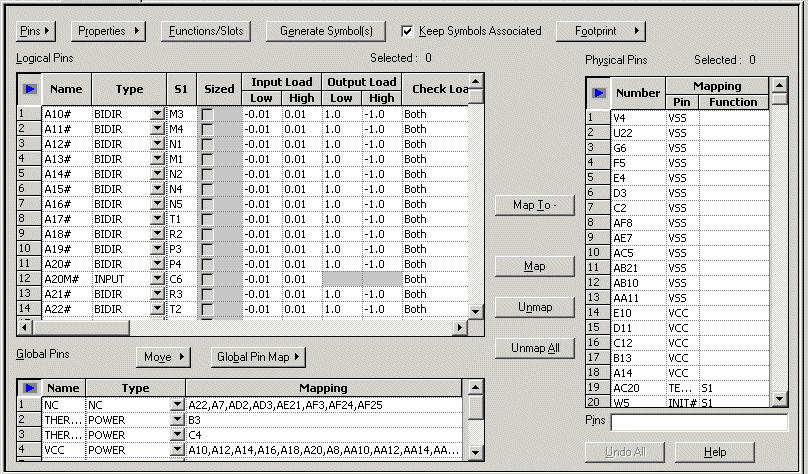 Pins Properties Functions/Slots Generate Symbol(s) Keep Symbols Associated Footprint
Logical Pins Selected: 0
Name Type S1 Sized Input Load Output Load Check Loa
Low High Low High
1 A10# BIDIR M3 -0.01 0.01 1.0 -1.0 Both
2 A11# BIDIR M4 -0.01 0.01 1.0 -1.0 Both
3 A12# BIDIR N1 -0.01 0.01 1.0 -1.0 Both
4 A13# BIDIR M1 -0.01 0.01 1.0 -1.0 Both
5 A14# BIDIR N2 -0.01 0.01 1.0 -1.0 Both
6 A15# BIDIR N4 -0.01 0.01 1.0 -1.0 Both
7 A16# BIDIR N5 -0.01 0.01 1.0 -1.0 Both
8 A17# BIDIR T1 -0.01 0.01 1.0 -1.0 Both
9 A18# BIDIR R2 -0.01 0.01 1.0 -1.0 Both
10 A19# BIDIR P3 -0.01 0.01 1.0 -1.0 Both
11 A20# BIDIR P4 -0.01 0.01 1.0 -1.0 Both
12 A20M# INPUT C6 -0.01 0.01 Both
13 A21# BIDIR R3 -0.01 0.01 1.0 -1.0 Both
14 A22# BIDIR T2 -0.01 0.01 1.0 -1.0 Both
Global Pins Move Global Pin Map
Name Type Mapping
1 NC NC A22,A7,AD2,AD3,AE21,AF3,AF24,AF25
2 THER... POWER B3
3 THER... POWER C4
4 VCC POWER A10,A12,A14,A16,A18,A20,A8,AA10,AA12,AA14,AA...
Map To -
Map
Unmap
Unmap All
Physical Pins Selected: 0
Number Mapping
Pin Function
1 V4 VSS
2 U22 VSS
3 G6 VSS
4 F5 VSS
5 E4 VSS
6 D3 VSS
7 C2 VSS
8 AF8 VSS
9 AE7 VSS
10 AC5 VSS
11 AB21 VSS
12 AB10 VSS
13 AA11 VSS
14 E10 VCC
15 D11 VCC
16 C12 VCC
17 B13 VCC
18 A14 VCC
19 AC20 TE... S1
20 W5 INIT# S1
Pins
Undo All Help